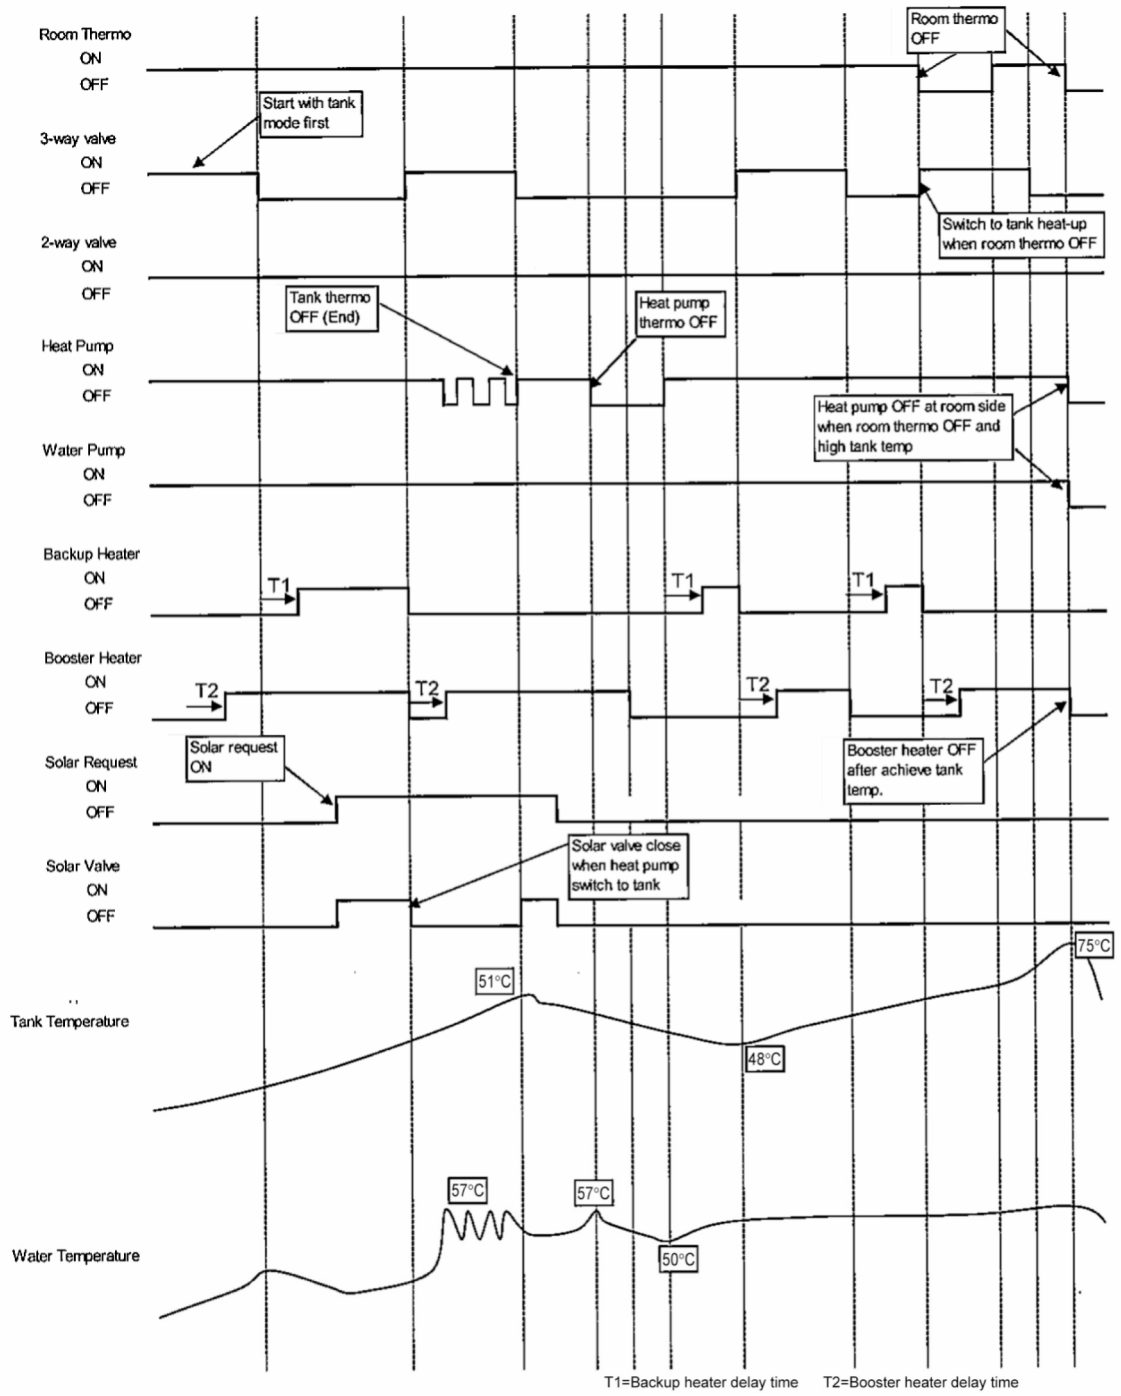 Room Thermo
ON
OFF
Room thermo
OFF
Start with tank
mode first
3-way valve
ON
OFF
Switch to tank heat-up
when room thermo OFF
2-way valve
ON
OFF
Tank thermo
OFF (End)
Heat pump
thermo OFF
Heat Pump
ON
OFF
Heat pump OFF at room side
when room thermo OFF and
high tank temp
Water Pump
ON
OFF
Backup Heater
ON
OFF
T1
T1
T1
Booster Heater
ON
OFF
T2
T2
T2
T2
Solar request
ON
Booster heater OFF
after achieve tank
temp.
Solar Request
ON
OFF
Solar valve close
when heat pump
switch to tank
Solar Valve
ON
OFF
75°C
51°C
48°C
Tank Temperature
57°C
57°C
50°C
Water Temperature
T1=Backup heater delay time T2=Booster heater delay time